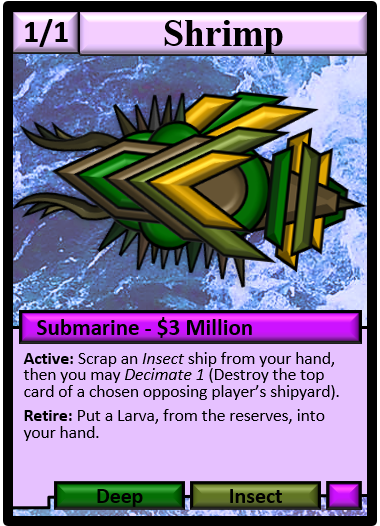 1/1 Shrimp
Submarine - $3 Million
Active: Scrap an Insect ship from your hand,
then you may Decimate 1 (Destroy the top
card of a chosen opposing player's shipyard).
Retire: Put a Larva, from the reserves, into
your hand.
Deep Insect